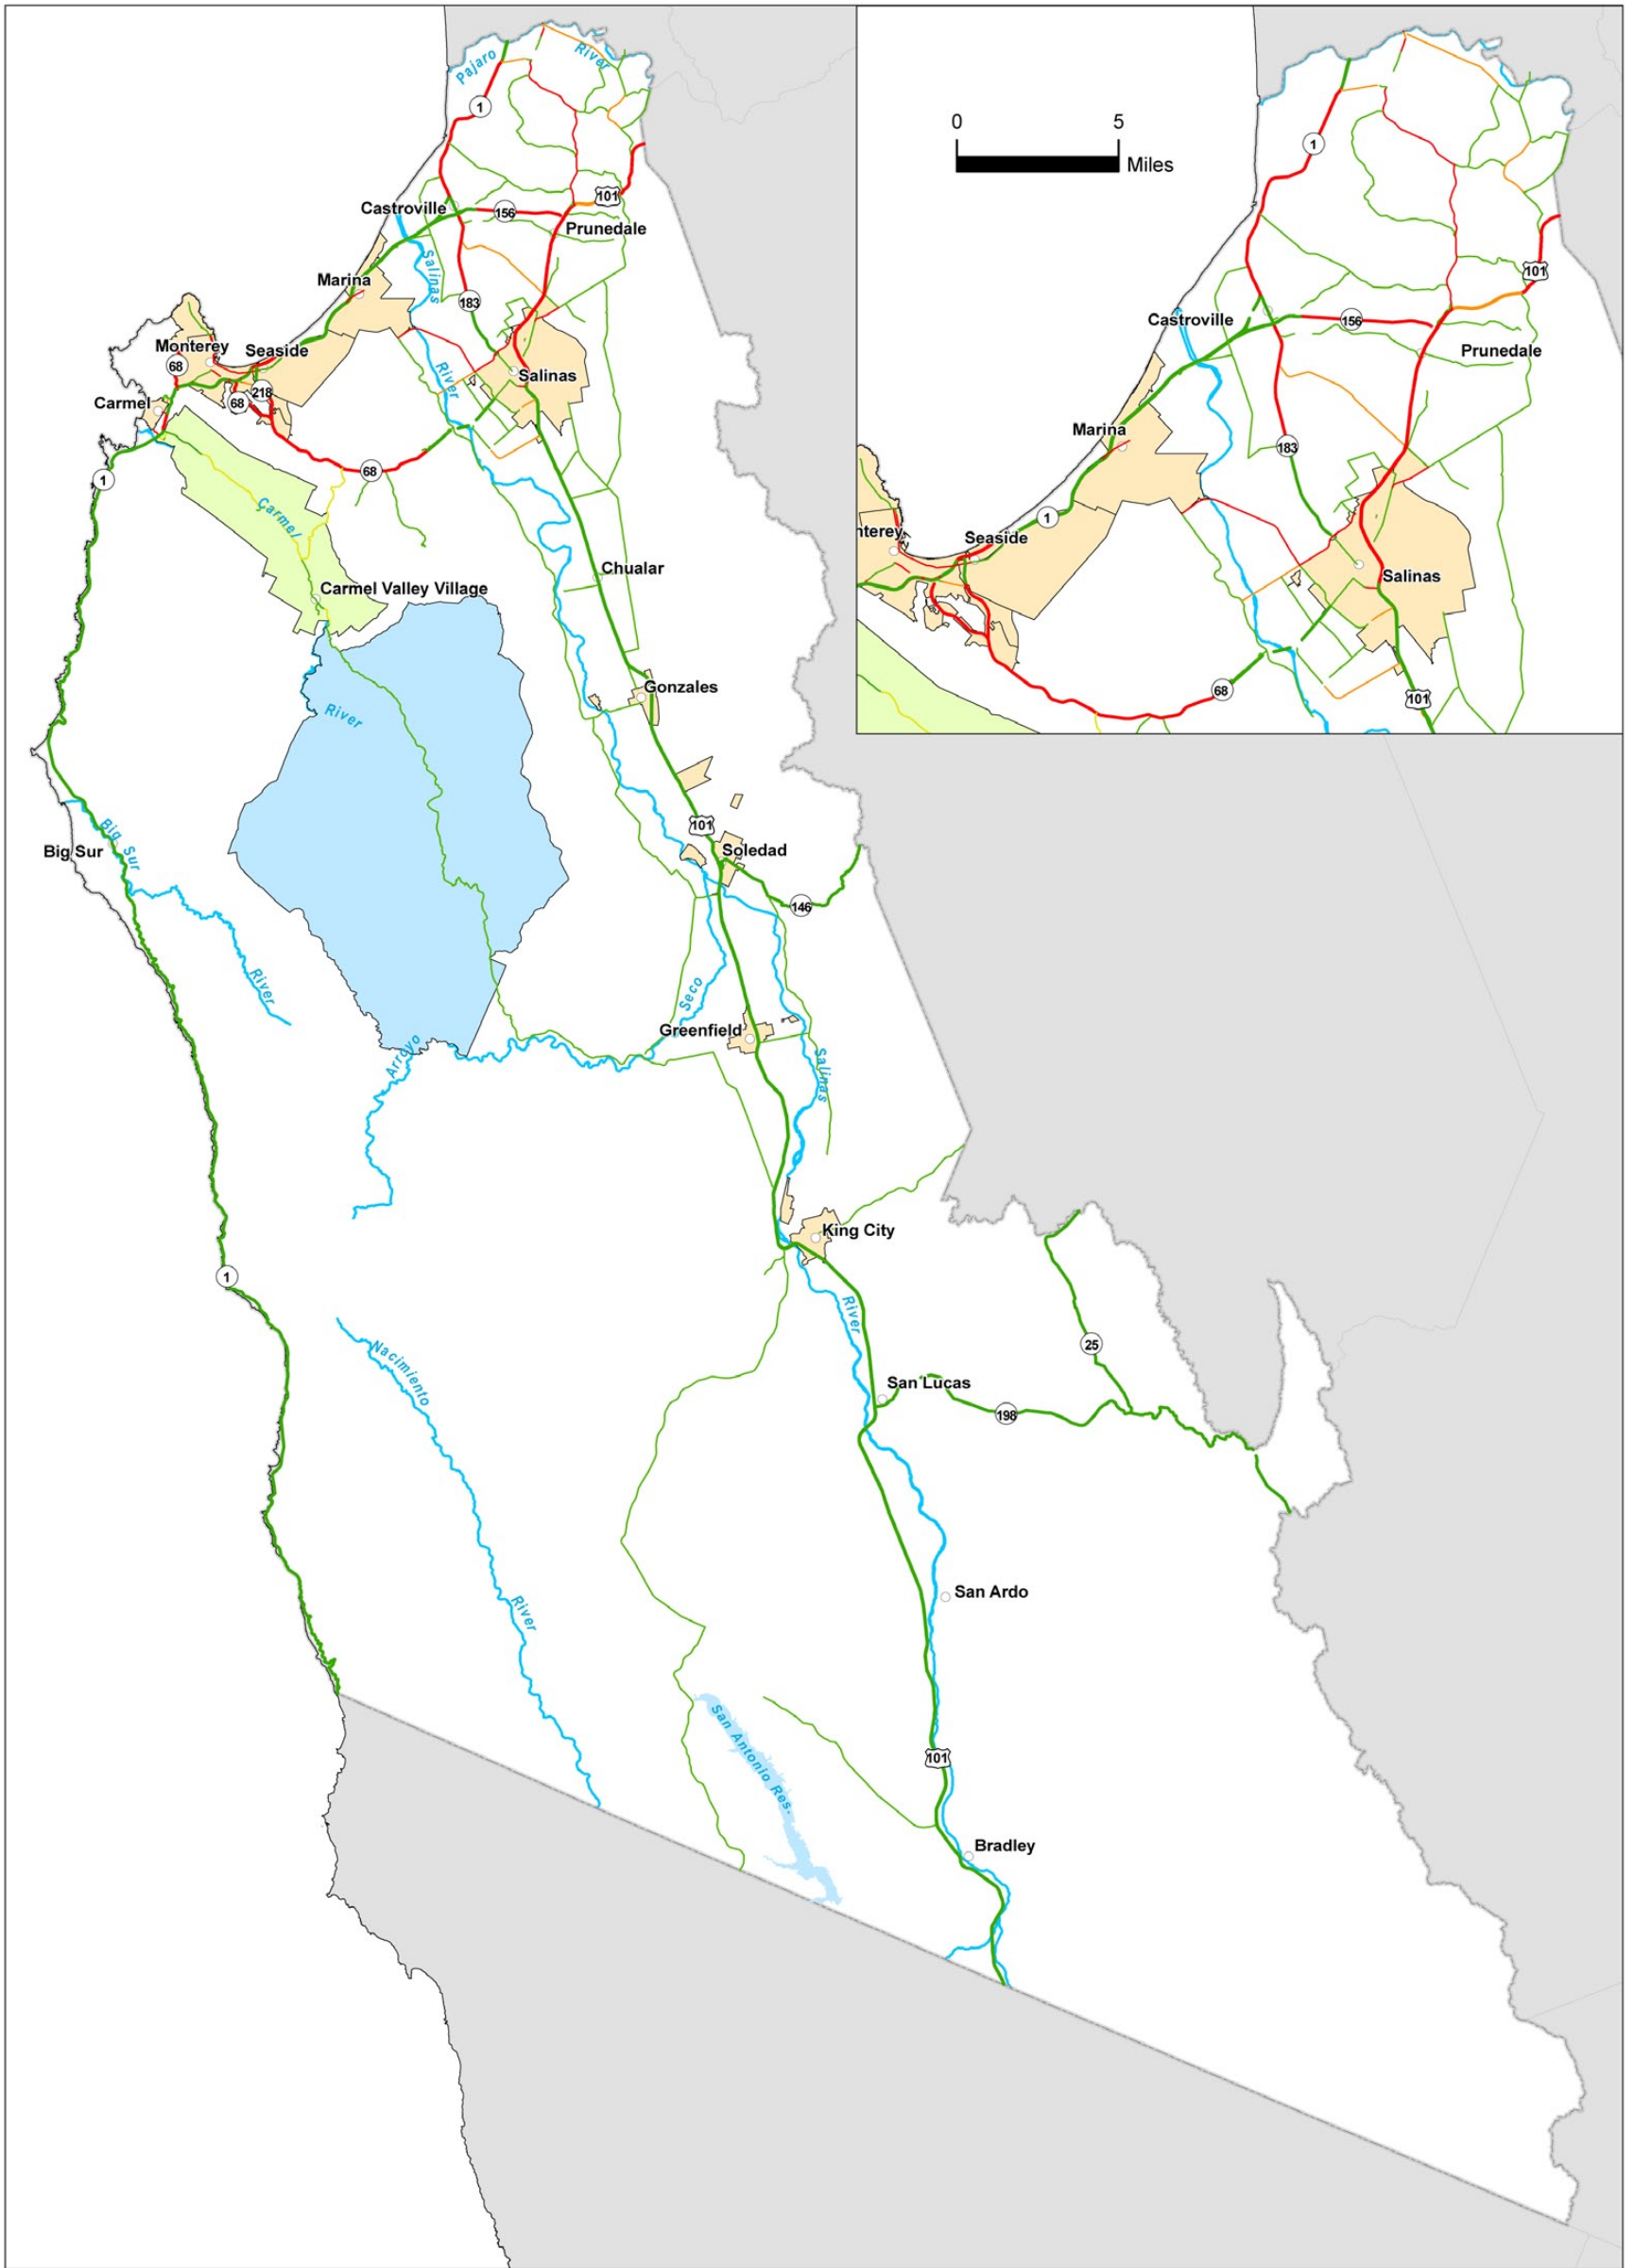 Pajaro
River
1
101
Castroville
156
Prunedale
Salinas
Marina
183
Monterey
Seaside
68
218
Salinas
River
Carmel
68
68
1
Carmel
Chualar
Carmel Valley Village
Gonzales
River
101
Big Sur
Big Sur
Soledad
146
River
Seco
Greenfield
Arroyo
Salinas
King City
1
River
25
Nacimiento
San Lucas
198
San Ardo
River
San Antonio Res.
101
Bradley
0
5
Miles
1
101
Castroville
156
Prunedale
Marina
183
1
nterey
Seaside
Salinas
68
101